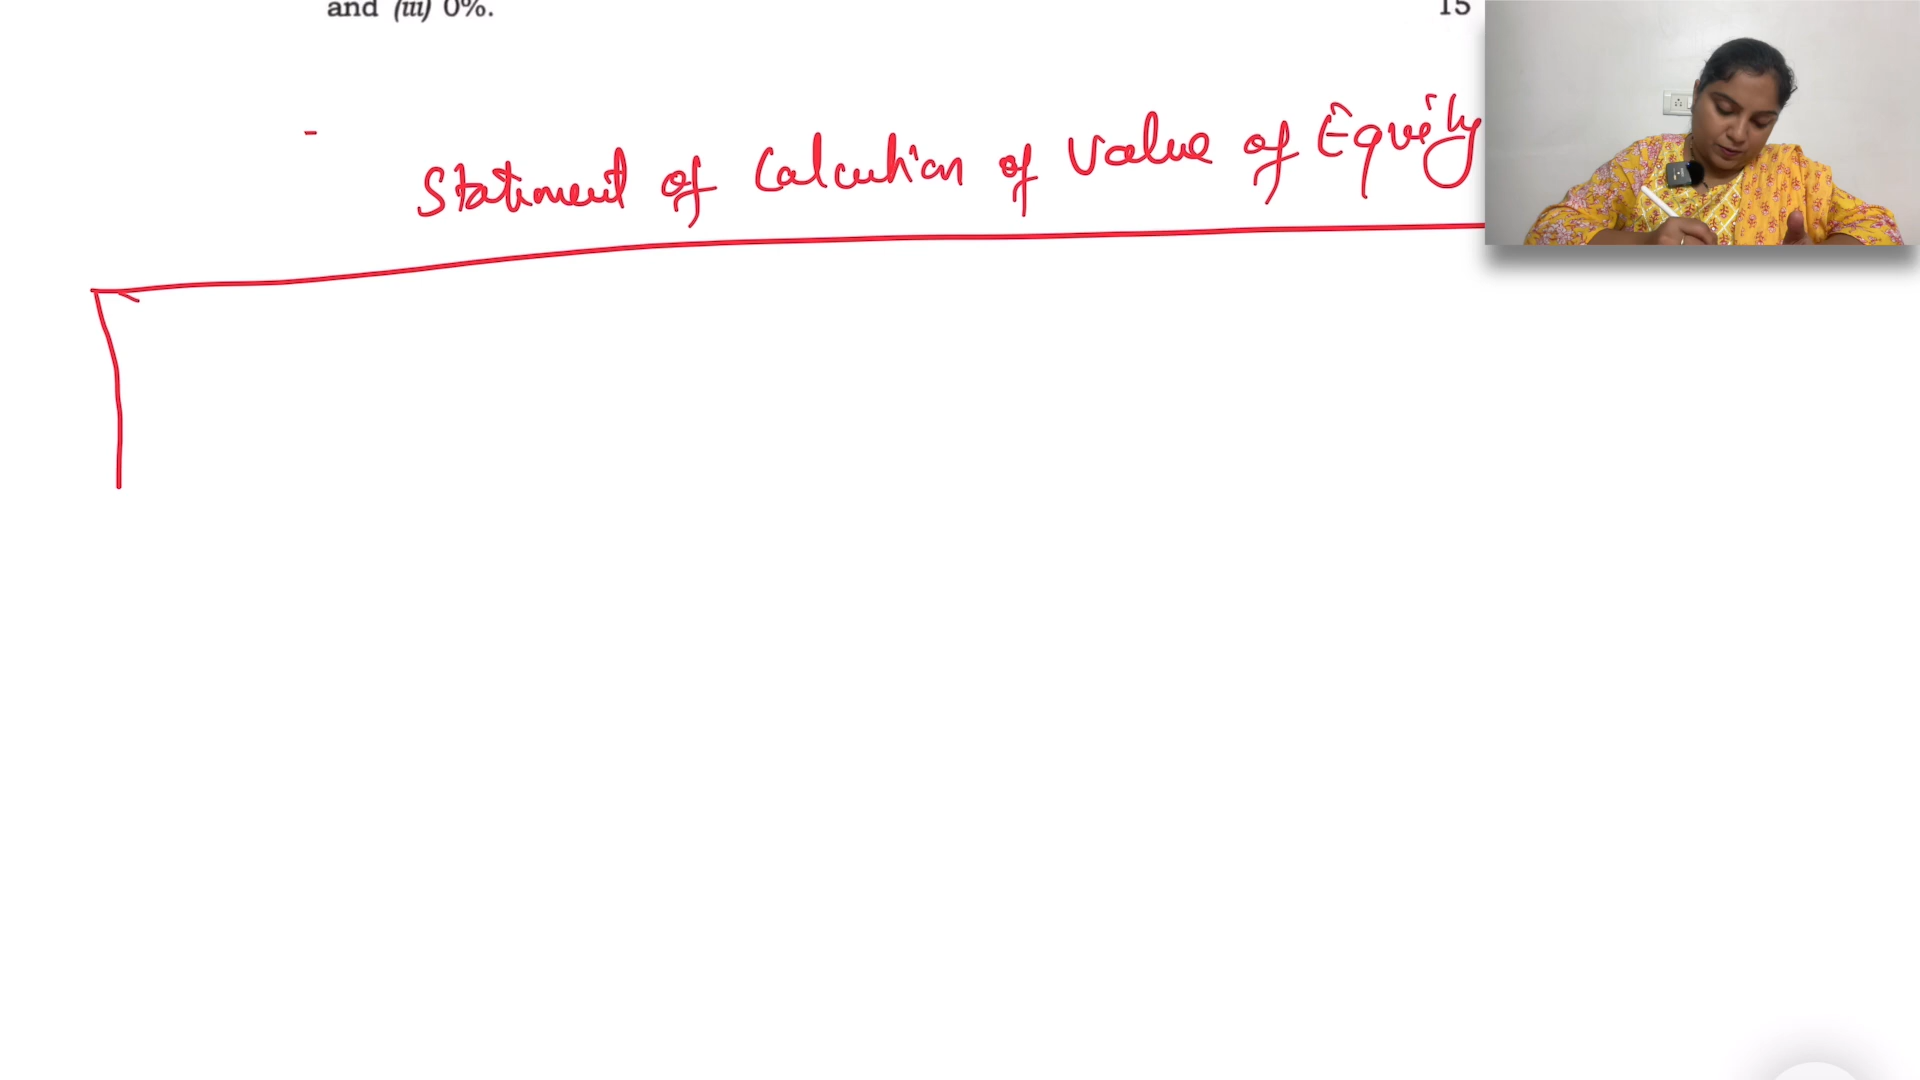 and (iii) 0%. 15
Statement of Calculation of Value of Equity